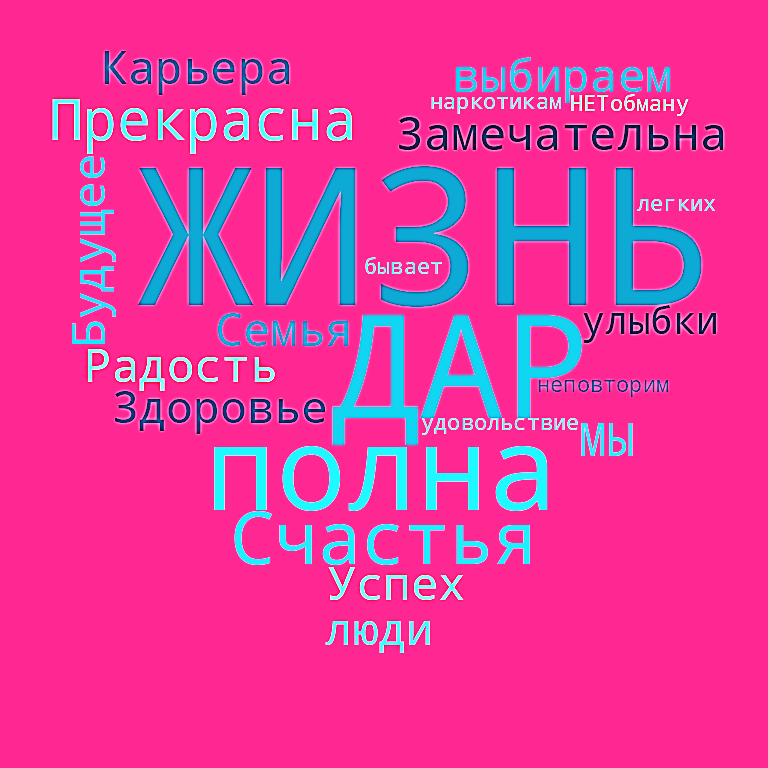 Карьера
выбираем
наркотикам НЕТобману
Прекрасна
Замечательна
Будущее
ЖИЗНЬ
легких
бывает
Семья
улыбки
ДАР
Радость
неповторим
Здоровье
удовольствие
МЫ
полна
Счастья
Успех
люди